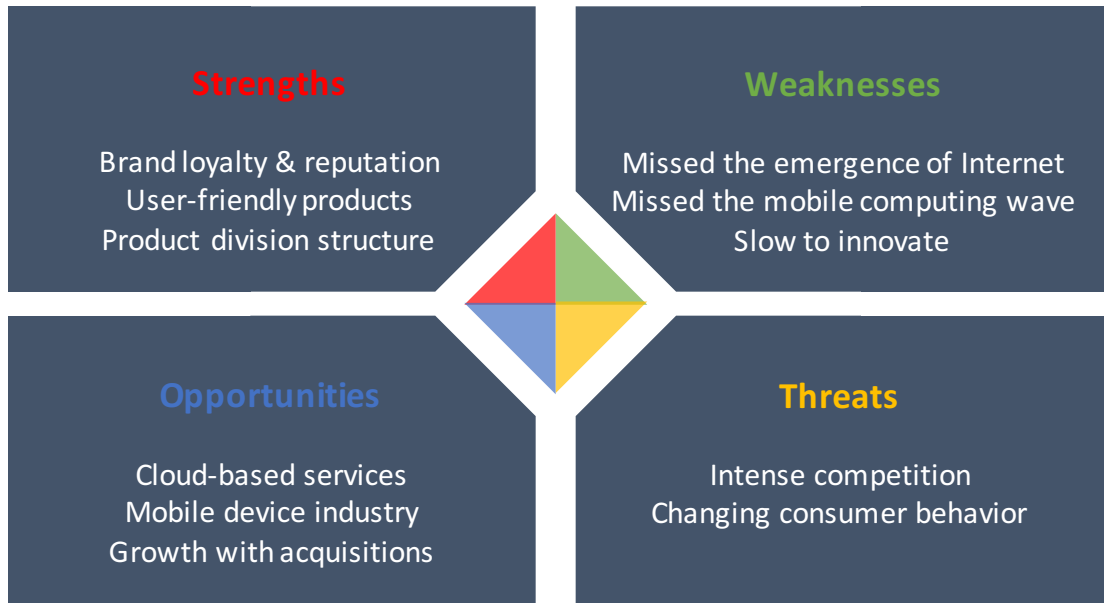 Strengths
Brand loyalty & reputation
User-friendly products
Product division structure
Weaknesses
Missed the emergence of Internet
Missed the mobile computing wave
Slow to innovate
Opportunities
Cloud-based services
Mobile device industry
Growth with acquisitions
Threats
Intense competition
Changing consumer behavior